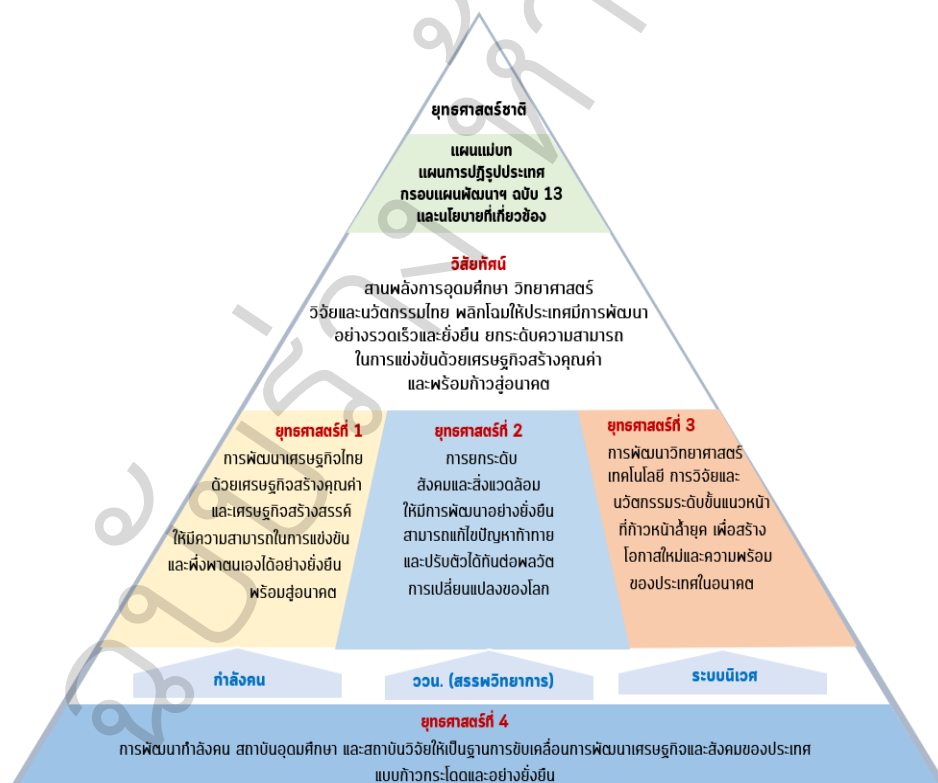 ยุทธศาสตร์ชาติ
แผนแม่บท
แผนการปฏิรูปประเทศ
กรอบแผนพัฒนาฯ ฉบับ 13
และนโยบายที่เกี่ยวข้อง
วิสัยทัศน์
สานพลังการอุดมศึกษา วิทยาศาสตร์
วิจัยและนวัตกรรมไทย พลิกโฉมให้ประเทศมีการพัฒนา
อย่างรวดเร็วและยั่งยืน ยกระดับความสามารถ
ในการแข่งขันด้วยเศรษฐกิจสร้างคุณค่า
และพร้อมก้าวสู่อนาคต
ยุทธศาสตร์ที่ 1
การพัฒนาเศรษฐกิจไทย
ด้วยเศรษฐกิจสร้างคุณค่า
และเศรษฐกิจสร้างสรรค์
ให้มีความสามารถในการแข่งขัน
และพึ่งพาตนเองได้อย่างยั่งยืน
พร้อมสู่อนาคต
ยุทธศาสตร์ที่ 2
การยกระดับ
สังคมและสิ่งแวดล้อม
ให้มีการพัฒนาอย่างยั่งยืน
สามารถแก้ไขปัญหาท้าทาย
และปรับตัวได้ทันต่อพลวัต
การเปลี่ยนแปลงของโลก
ยุทธศาสตร์ที่ 3
การพัฒนาวิทยาศาสตร์
เทคโนโลยี การวิจัยและ
นวัตกรรมระดับขั้นแนวหน้า
ที่ก้าวหน้าล้ำยุค เพื่อสร้าง
โอกาสใหม่และความพร้อม
ของประเทศในอนาคต
กำลังคน
ววน. (สรรพวิทยาการ)
ระบบนิเวศ
ยุทธศาสตร์ที่ 4
การพัฒนากำลังคน สถาบันอุดมศึกษา และสถาบันวิจัยให้เป็นฐานการขับเคลื่อนการพัฒนาเศรษฐกิจและสังคมของประเทศ
แบบก้าวกระโดดและอย่างยั่งยืน